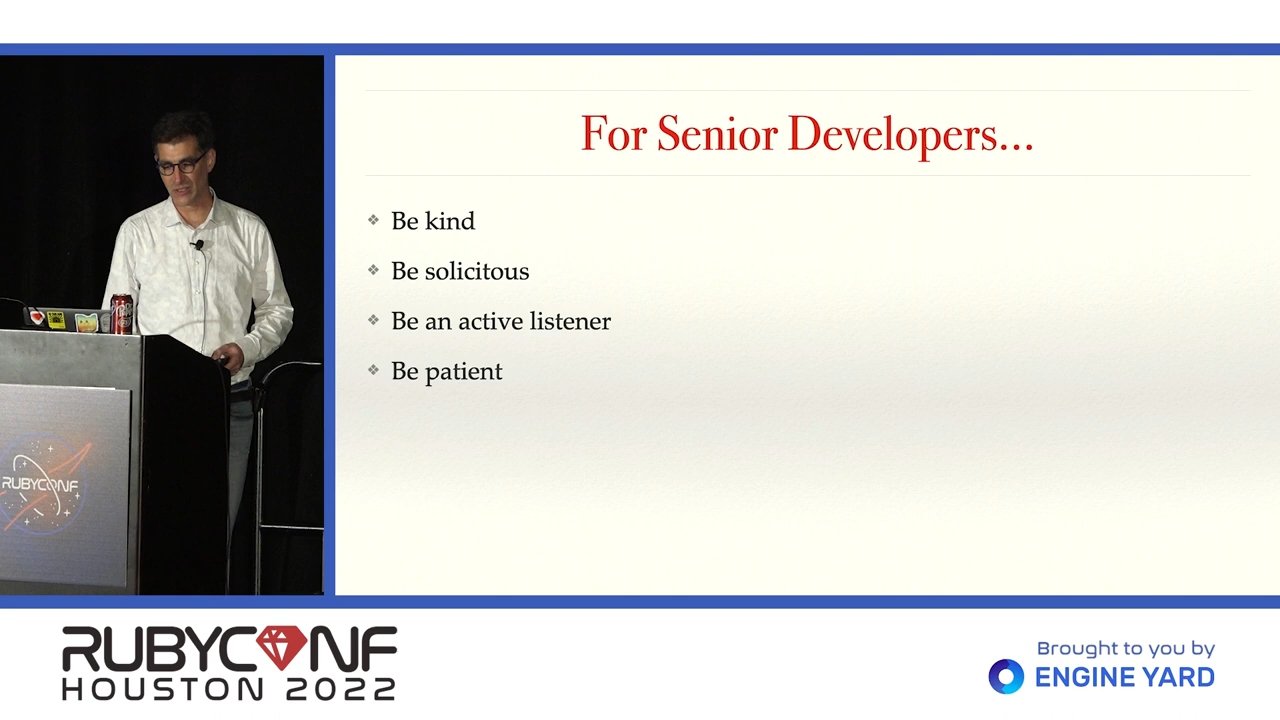 For Senior Developers...
Be kind
Be solicitous
Be an active listener
Be patient
RUBYCONF
RUBYCONF
HOUSTON 2022
Brought to you by
ENGINE YARD